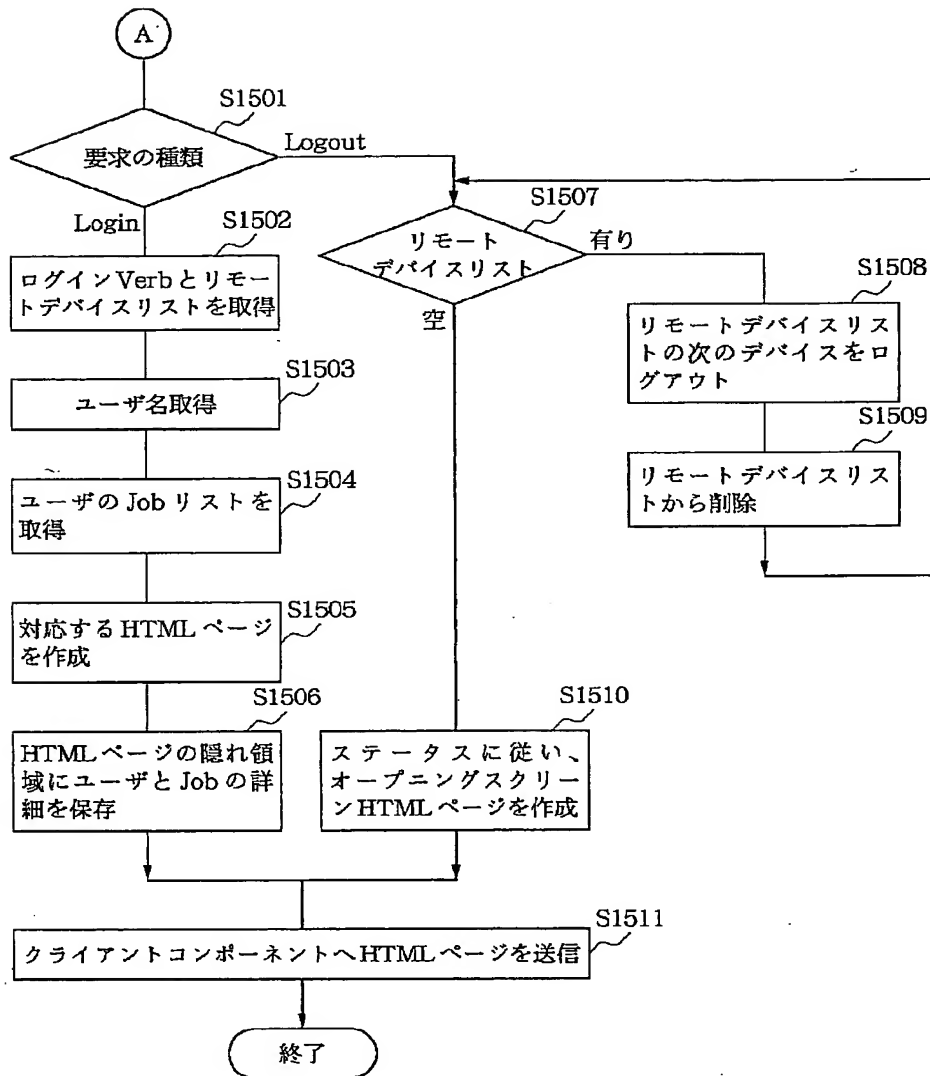 A
S1501
要求の種類
Logout
Login
S1502
ログインVerbとリモー
トデバイスリストを取得
S1503
ユーザ名取得
S1504
ユーザのJobリストを
取得
S1505
対応するHTMLページ
を作成
S1506
HTMLページの隠れ領
域にユーザとJobの詳
細を保存
S1507
リモート
デバイスリスト
有り
空
S1508
リモートデバイスリス
トの次のデバイスをロ
グアウト
S1509
リモートデバイスリス
トから削除
S1510
ステータスに従い、
オープニングスクリー
ンHTMLページを作成
S1511
クライアントコンポーネントへHTMLページを送信
終了